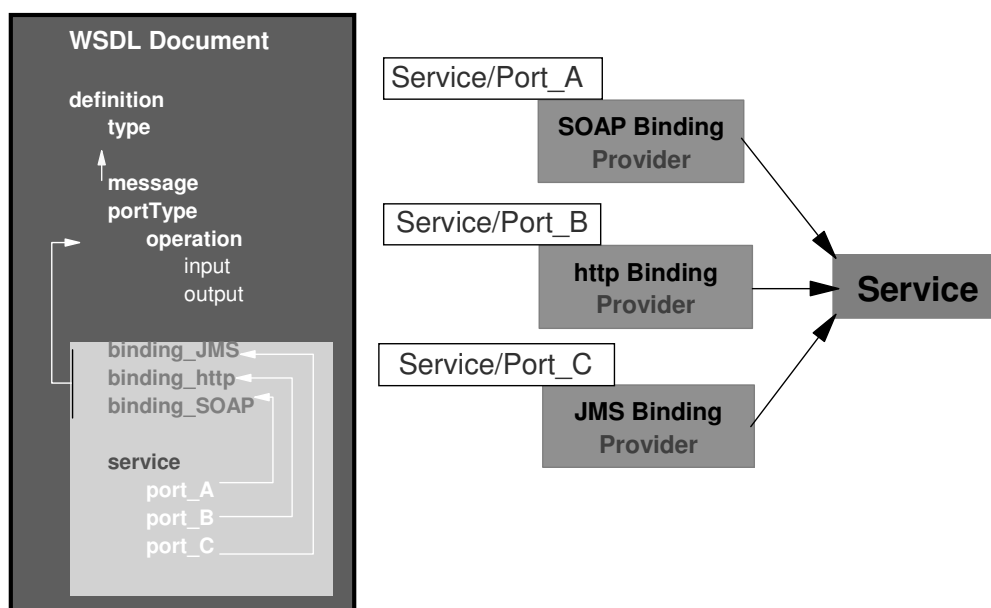 WSDL Document
definition
type
message
portType
operation
input
output
binding_JMS
binding_http
binding_SOAP
service
port_A
port_B
port_C
Service/Port_A
SOAP Binding
Provider
Service/Port_B
http Binding
Provider
Service/Port_C
JMS Binding
Provider
Service